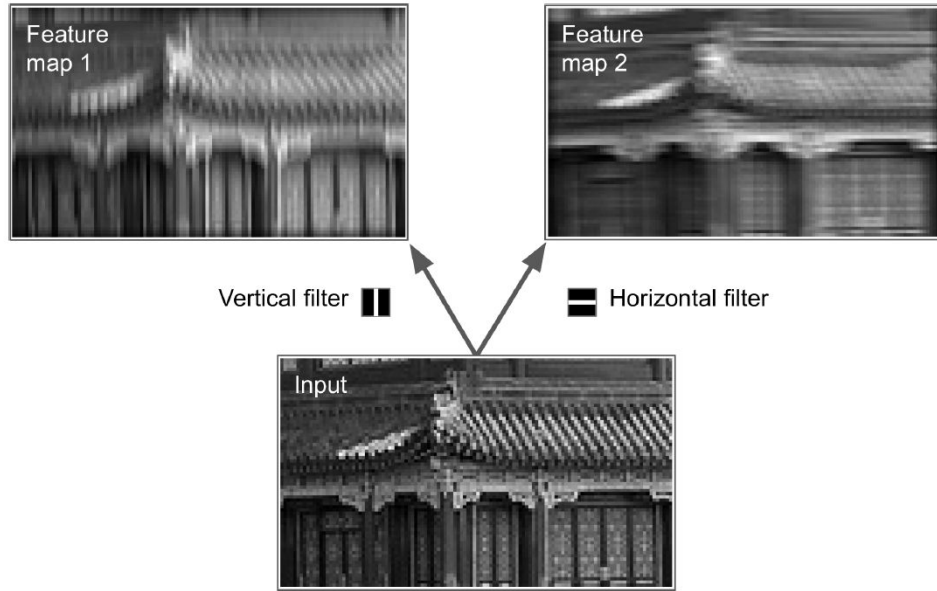 Feature
map 1
Feature
map 2
Vertical filter
Horizontal filter
Input